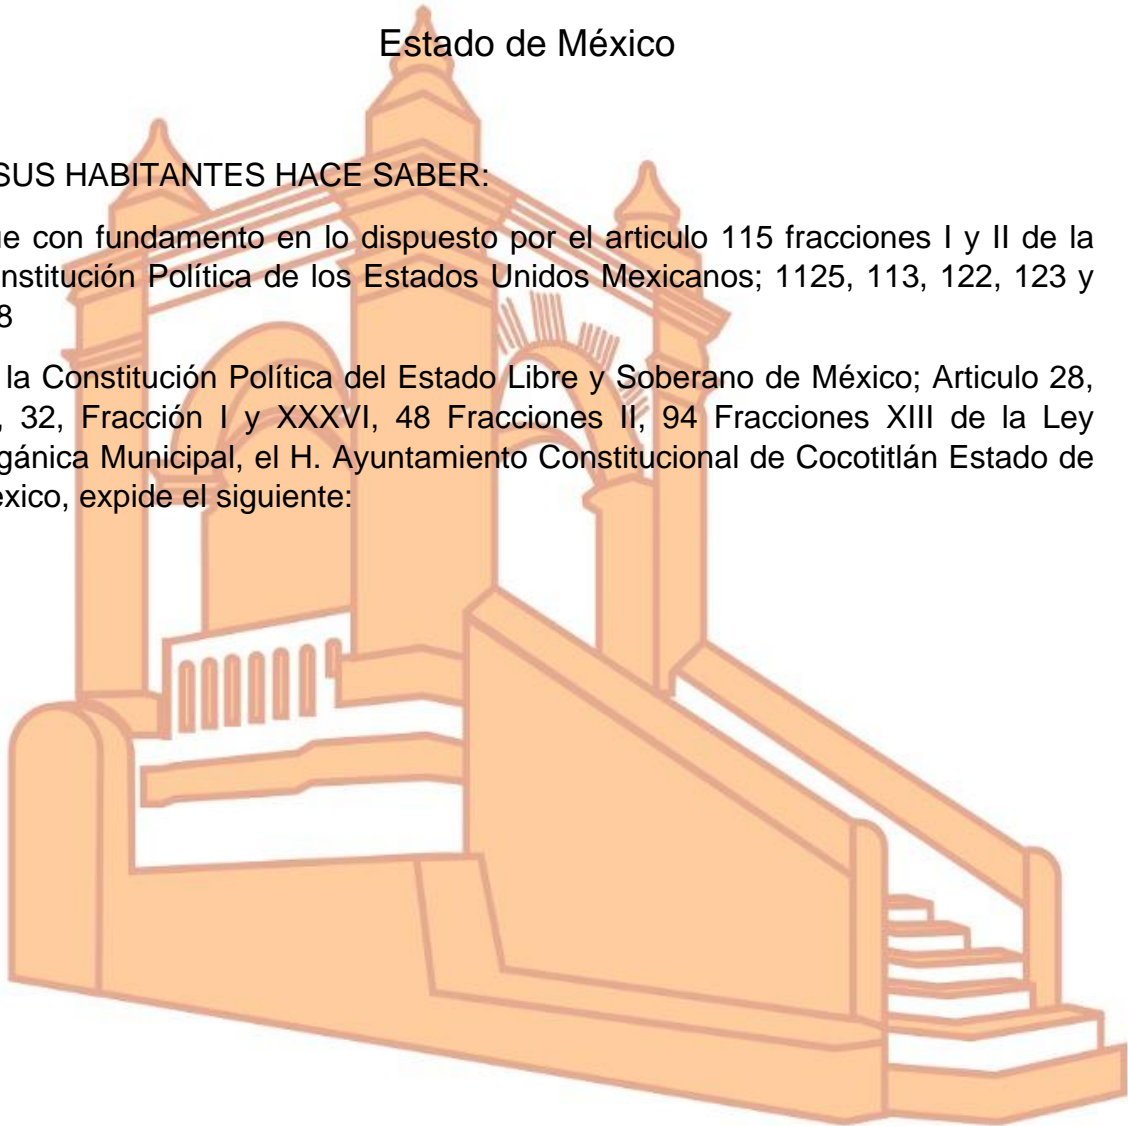 Estado de México
SUS HABITANTES HACE SABER:
ue con fundamento en lo dispuesto por el articulo 115 fracciones I y II de la
nstitución Política de los Estados Unidos Mexicanos; 1125, 113, 122, 123 y
8
la Constitución Política del Estado Libre y Soberano de México; Articulo 28,
, 32, Fracción I y XXXVI, 48 Fracciones II, 94 Fracciones XIII de la Ley
gánica Municipal, el H. Ayuntamiento Constitucional de Cocotitlán Estado de
éxico, expide el siguiente: